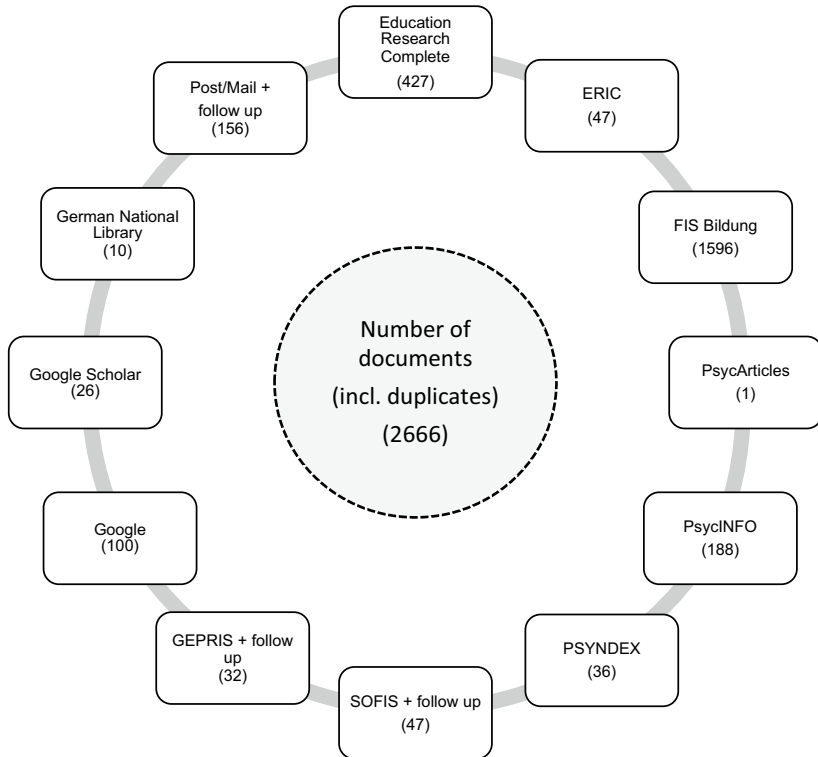 Education
Research
Complete
(427)
ERIC
(47)
FIS Bildung
(1596)
PsycArticles
(1)
PsycINFO
(188)
PSYNDEX
(36)
SOFIS + follow up
(47)
GEPRIS + follow
up
(32)
Google
(100)
Google Scholar
(26)
German National
Library
(10)
Post/Mail +
follow up
(156)
Number of
documents
(incl. duplicates)
(2666)